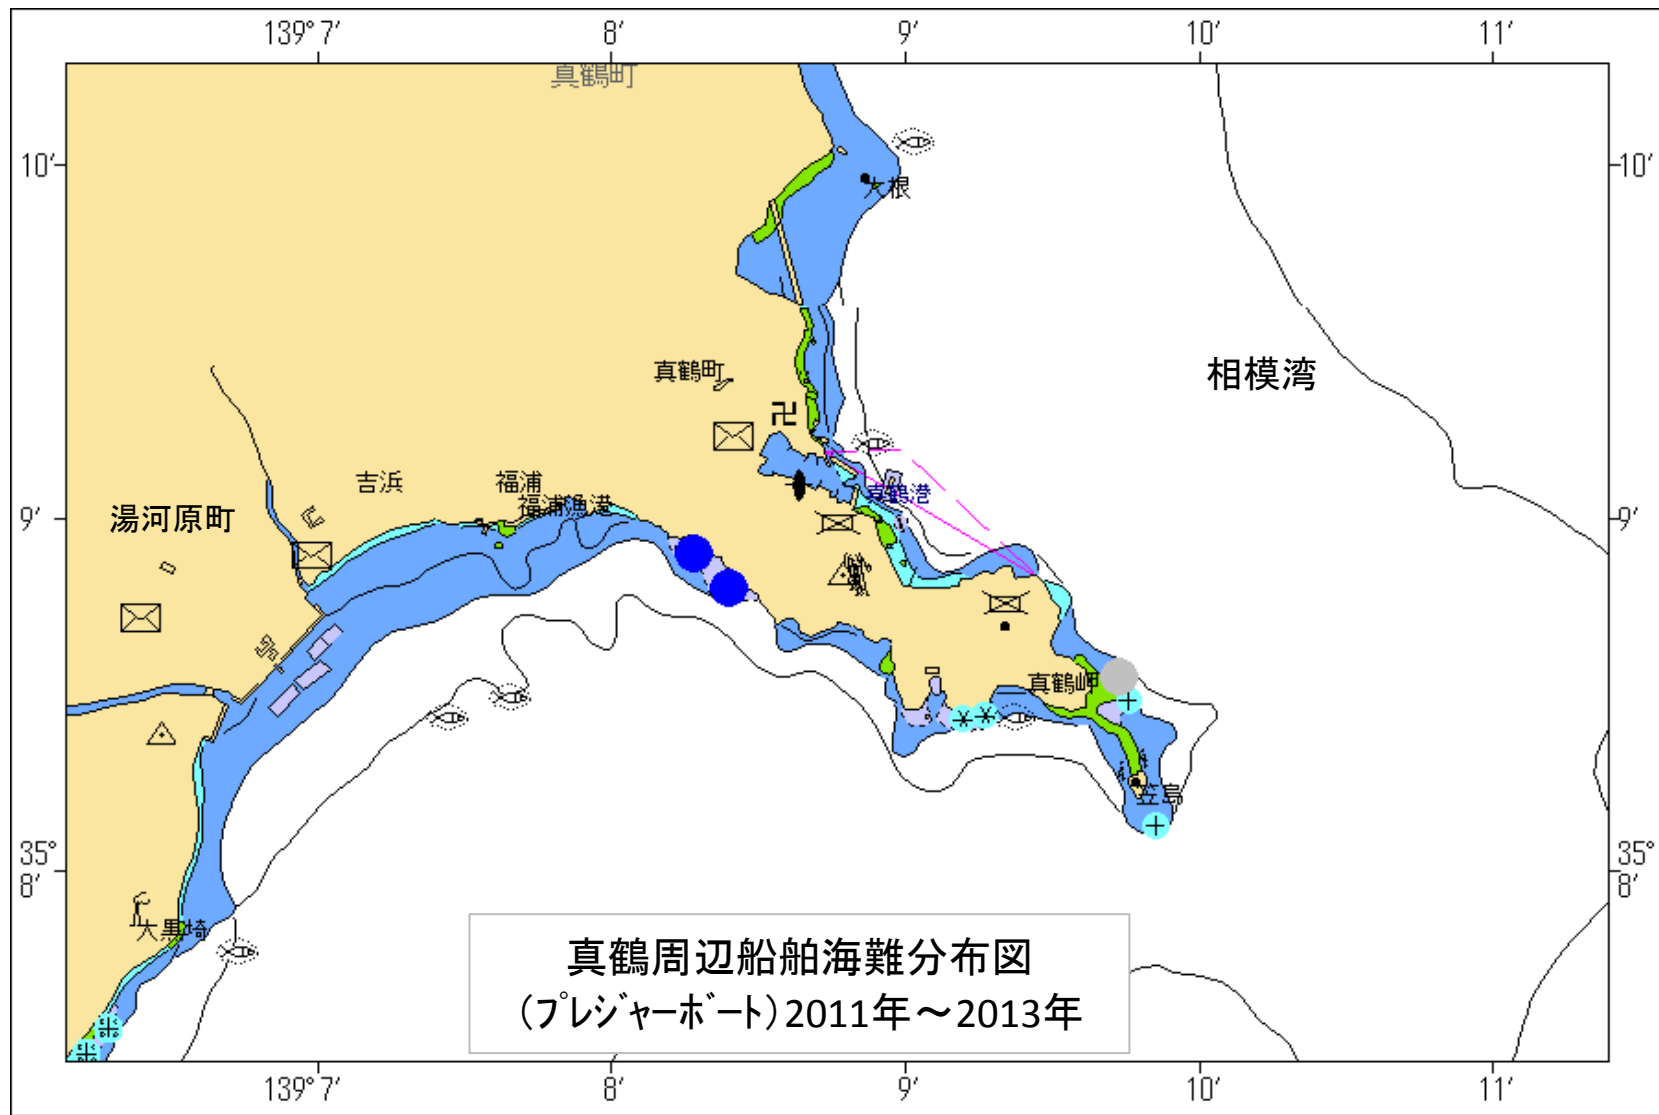 139° 7′ 8′ 9′ 10′ 11′
真鶴町
10′ 10′
大根
相模湾
真鶴町
卍
吉浜 福浦
福浦漁港
真鶴港
湯河原町
9′ 9′
真鶴岬
笠島
35° 8′ 35° 8′
大黒埼
真鶴周辺船舶海難分布図
（プレジャーボート）2011年～2013年
139° 7′ 8′ 9′ 10′ 11′